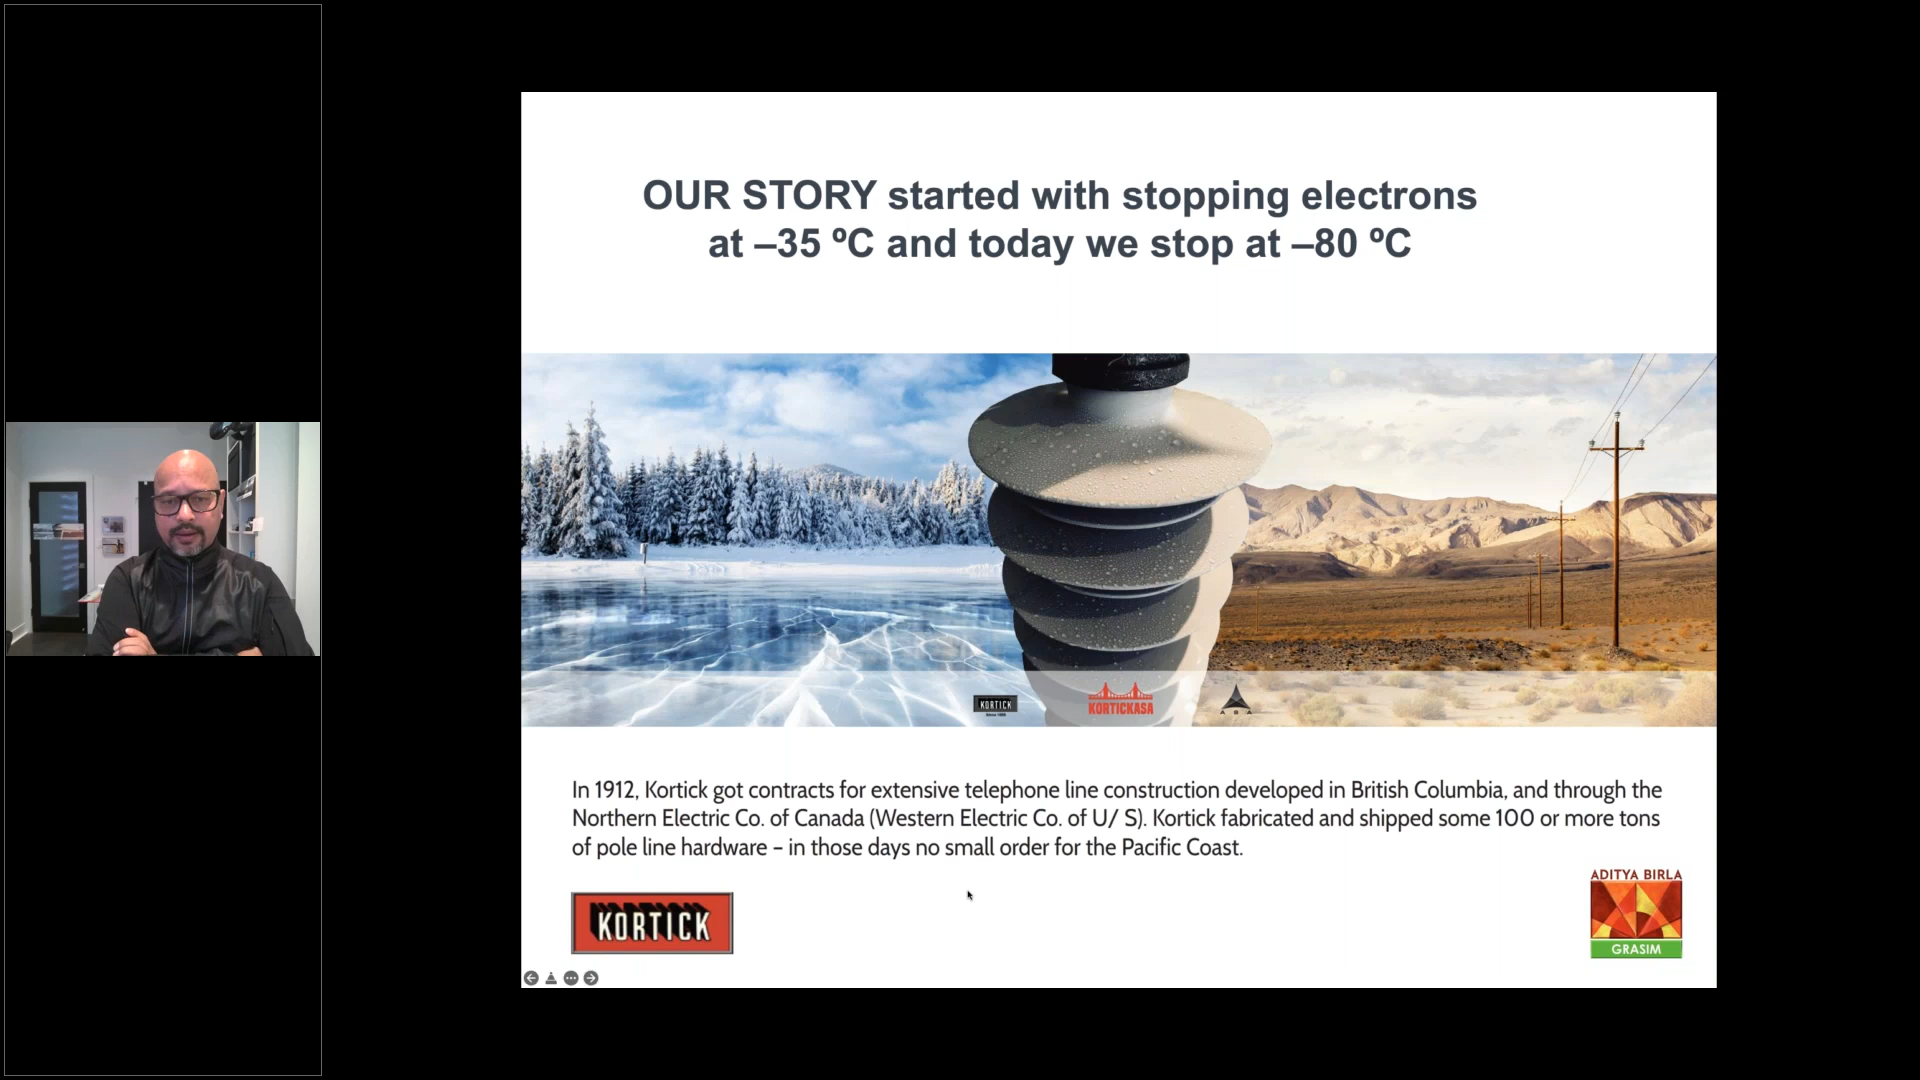 OUR STORY started with stopping electrons
at –35 ºC and today we stop at –80 ºC
KORTICK
Since 1892
KORTICKASA
A S A
In 1912, Kortick got contracts for extensive telephone line construction developed in British Columbia, and through the
Northern Electric Co. of Canada (Western Electric Co. of U/ S). Kortick fabricated and shipped some 100 or more tons
of pole line hardware – in those days no small order for the Pacific Coast.
KORTICK
ADITYA BIRLA
GRASIM